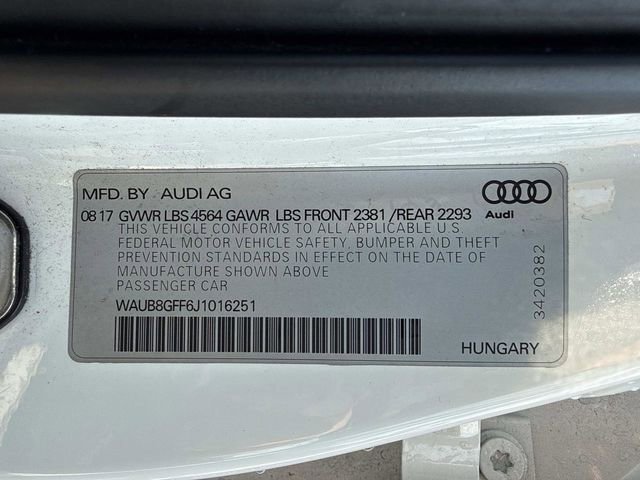 MFD. BY AUDI AG
08 17 GVWR LBS 4564 GAWR LBS FRONT 2381 /REAR 2293
Audi
THIS VEHICLE CONFORMS TO ALL APPLICABLE U.S.
FEDERAL MOTOR VEHICLE SAFETY, BUMPER AND THEFT
PREVENTION STANDARDS IN EFFECT ON THE DATE OF
MANUFACTURE SHOWN ABOVE
PASSENGER CAR
WAUB8GFF6J1016251
HUNGARY
3420382